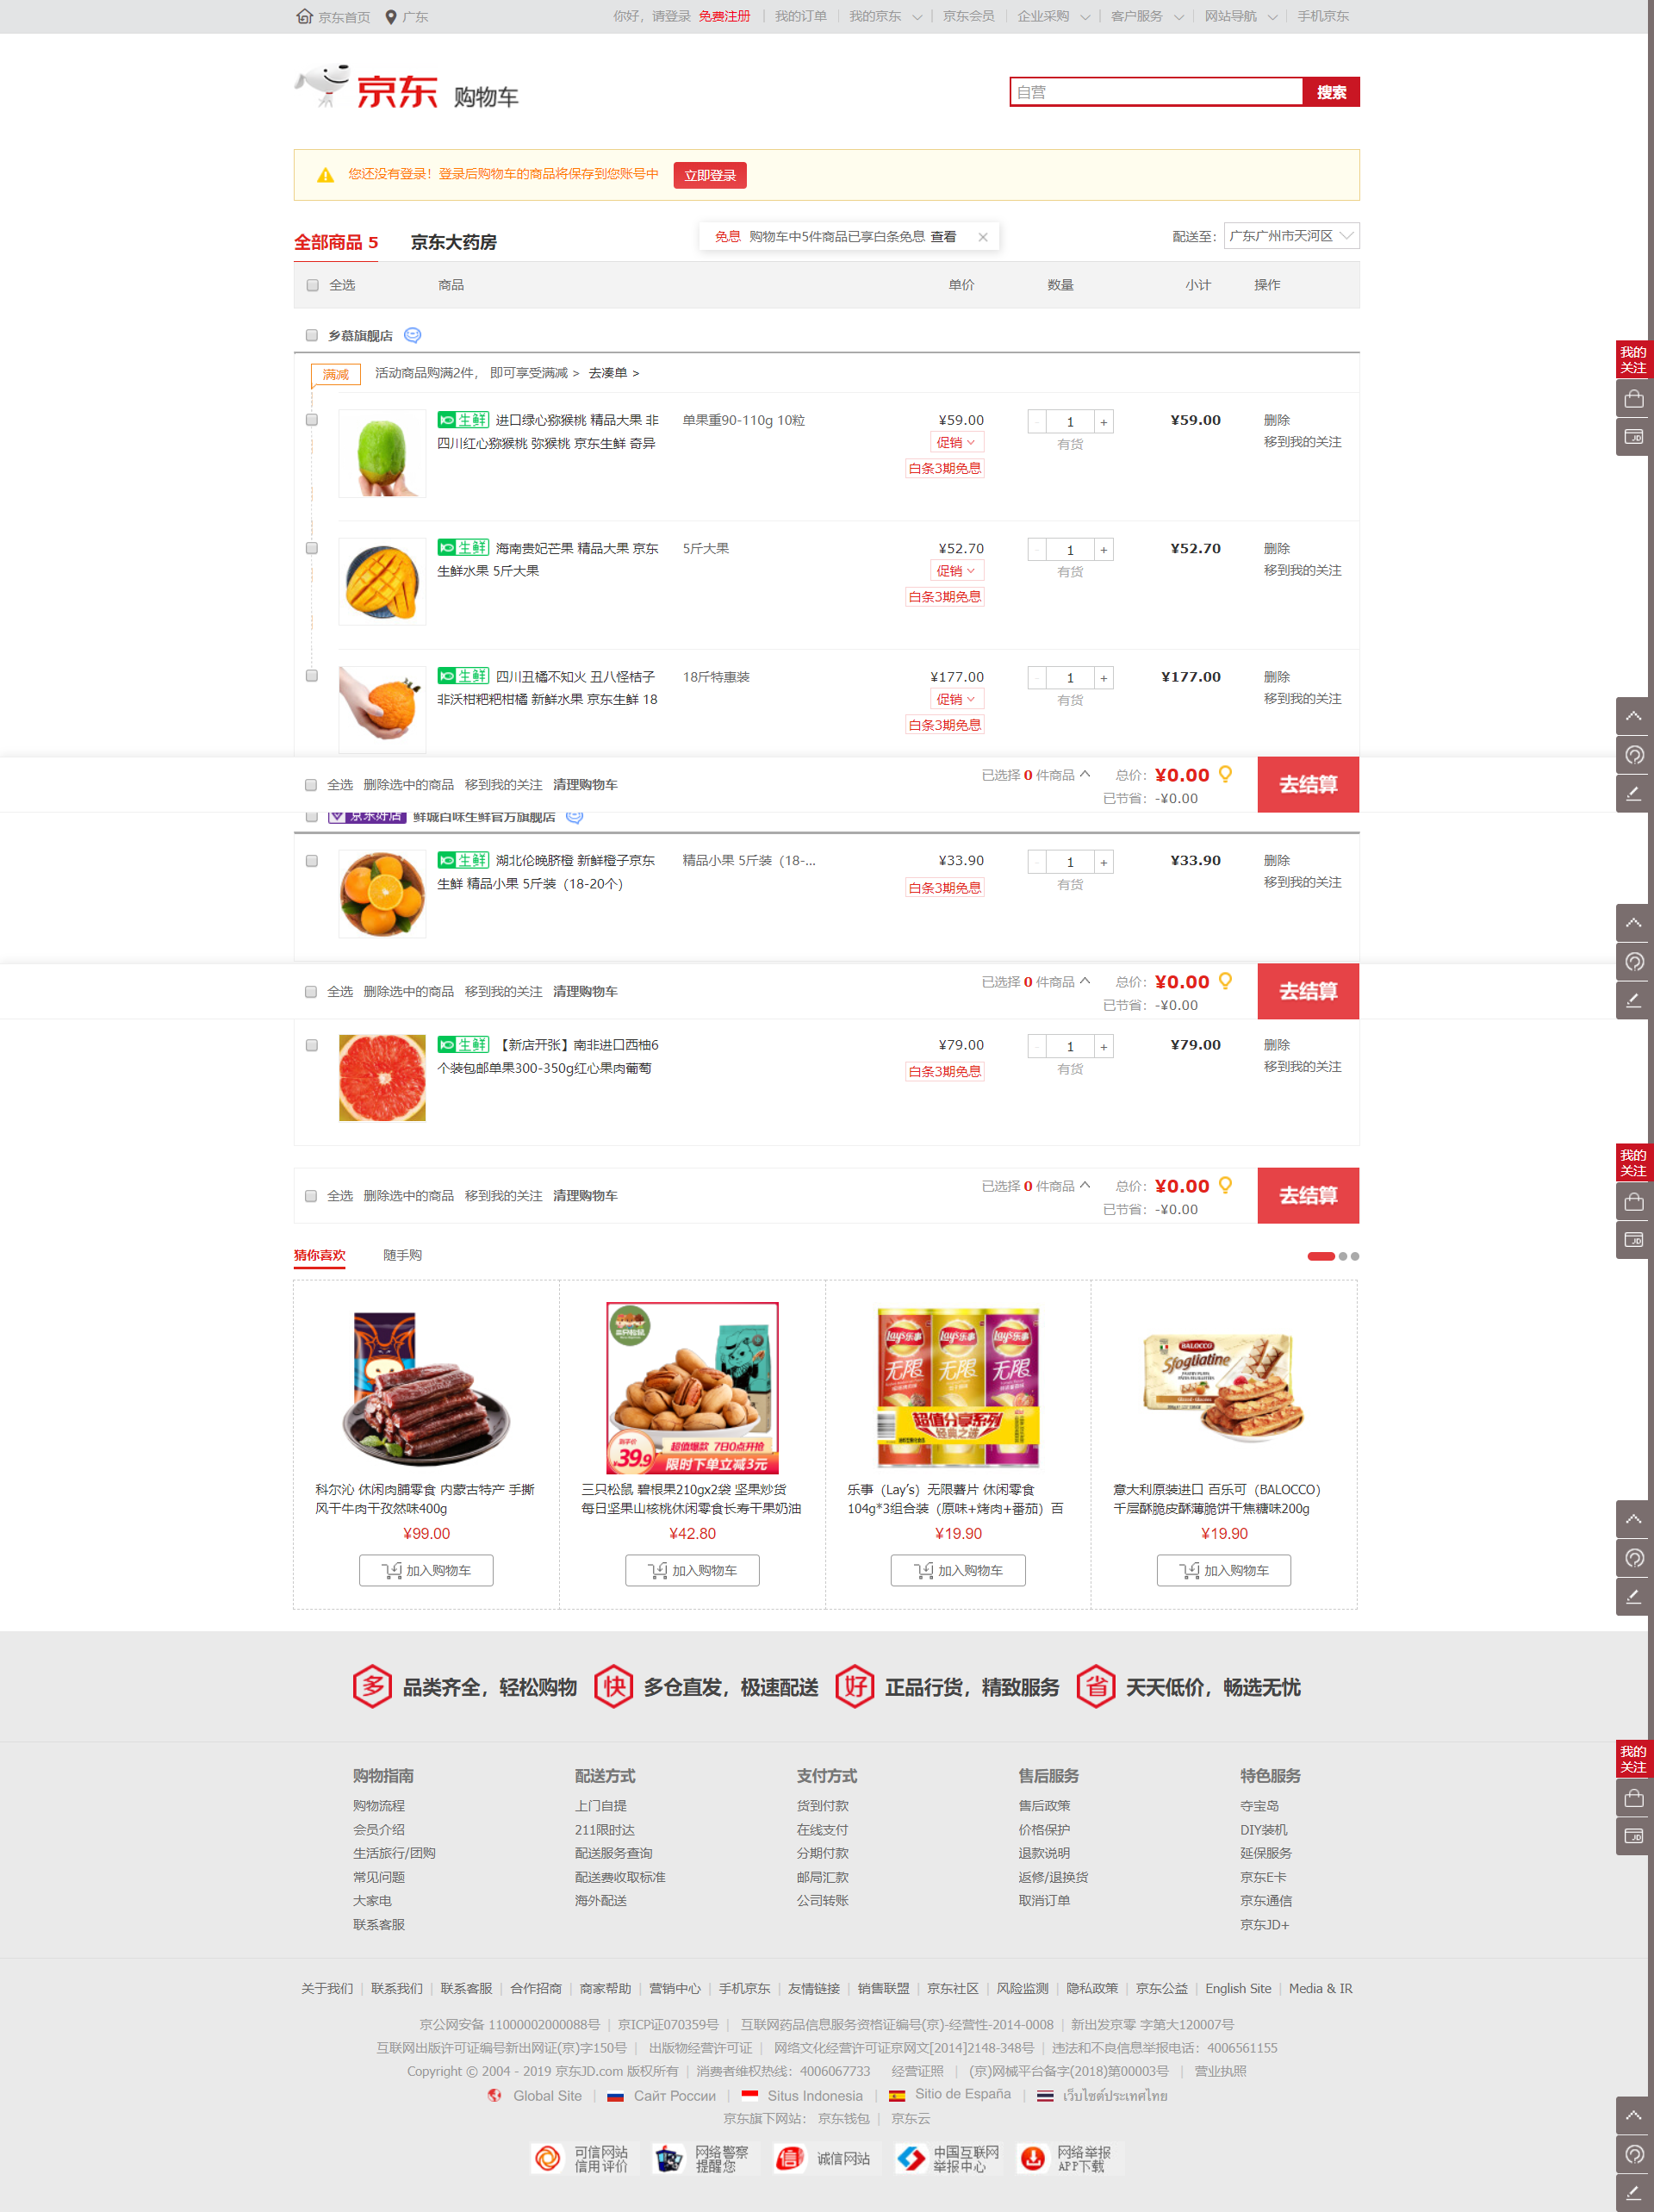 京东首页 广东
你好，请登录 免费注册 我的订单 我的京东 京东会员 企业采购 客户服务 网站导航 手机京东
京东 购物车
自营 搜索
您还没有登录！登录后购物车的商品将保存到您账号中 立即登录
全部商品 5 京东大药房
免息 购物车中5件商品已享白条免息 查看
配送至： 广东广州市天河区
全选 商品 单价 数量 小计 操作
乡慕旗舰店
满减 活动商品购满2件， 即可享受满减 > 去凑单 >
生鲜 进口绿心猕猴桃 精品大果 非 单果重90-110g 10粒 ¥59.00 - 1 + ¥59.00 删除
四川红心猕猴桃 弥猴桃 京东生鲜 奇异 促销 有货 移到我的关注
白条3期免息
生鲜 海南贵妃芒果 精品大果 京东 5斤大果 ¥52.70 - 1 + ¥52.70 删除
生鲜水果 5斤大果 促销 有货 移到我的关注
白条3期免息
生鲜 四川丑橘不知火 丑八怪桔子 18斤特惠装 ¥177.00 - 1 + ¥177.00 删除
非沃柑粑粑柑橘 新鲜水果 京东生鲜 18 促销 有货 移到我的关注
白条3期免息
我的
关注
JD
全选 删除选中的商品 移到我的关注 清理购物车 已选择 0 件商品 总价： ¥0.00 去结算
已节省： -¥0.00
京东好店 鲜城百味生鲜官方旗舰店
生鲜 湖北伦晚脐橙 新鲜橙子京东 精品小果 5斤装（18-... ¥33.90 - 1 + ¥33.90 删除
生鲜 精品小果 5斤装（18-20个） 白条3期免息 有货 移到我的关注
全选 删除选中的商品 移到我的关注 清理购物车 已选择 0 件商品 总价： ¥0.00 去结算
已节省： -¥0.00
生鲜 【新店开张】南非进口西柚6 ¥79.00 - 1 + ¥79.00 删除
个装包邮单果300-350g红心果肉葡萄 白条3期免息 有货 移到我的关注
我的
关注
JD
全选 删除选中的商品 移到我的关注 清理购物车 已选择 0 件商品 总价： ¥0.00 去结算
已节省： -¥0.00
猜你喜欢 随手购
三只松鼠
到手价 ¥39.9 超值爆款 7日0点开抢
限时下单立减3元
Lay's乐事 Lay's乐事 Lay's乐事
无限 无限 无限
超值分享系列
经典之选
BALOCCO
Sfogliatine
科尔沁 休闲肉脯零食 内蒙古特产 手撕
风干牛肉干孜然味400g
¥99.00
加入购物车
三只松鼠 碧根果210gx2袋 坚果炒货
每日坚果山核桃休闲零食长寿干果奶油
¥42.80
加入购物车
乐事（Lay’s）无限薯片 休闲零食
104g*3组合装（原味+烤肉+番茄）百
¥19.90
加入购物车
意大利原装进口 百乐可（BALOCCO）
千层酥脆皮酥薄脆饼干焦糖味200g
¥19.90
加入购物车
多 品类齐全，轻松购物 快 多仓直发，极速配送 好 正品行货，精致服务 省 天天低价，畅选无忧
我的
关注
JD
购物指南 配送方式 支付方式 售后服务 特色服务
购物流程 上门自提 货到付款 售后政策 夺宝岛
会员介绍 211限时达 在线支付 价格保护 DIY装机
生活旅行/团购 配送服务查询 分期付款 退款说明 延保服务
常见问题 配送费收取标准 邮局汇款 返修/退换货 京东E卡
大家电 海外配送 公司转账 取消订单 京东通信
联系客服 京东JD+
关于我们 | 联系我们 | 联系客服 | 合作招商 | 商家帮助 | 营销中心 | 手机京东 | 友情链接 | 销售联盟 | 京东社区 | 风险监测 | 隐私政策 | 京东公益 | English Site | Media & IR
京公网安备 11000002000088号 | 京ICP证070359号 | 互联网药品信息服务资格证编号(京)-经营性-2014-0008 | 新出发京零 字第大120007号
互联网出版许可证编号新出网证(京)字150号 | 出版物经营许可证 | 网络文化经营许可证京网文[2014]2148-348号 | 违法和不良信息举报电话：4006561155
Copyright © 2004 - 2019 京东JD.com 版权所有 | 消费者维权热线：4006067733 经营证照 | (京)网械平台备字(2018)第00003号 | 营业执照
Global Site | Сайт России | Situs Indonesia | Sitio de España | เว็บไซต์ประเทศไทย
京东旗下网站： 京东钱包 | 京东云
可信网站 网络警察 诚信网站 中国互联网 网络举报
信用评价 提醒您 举报中心 APP下载